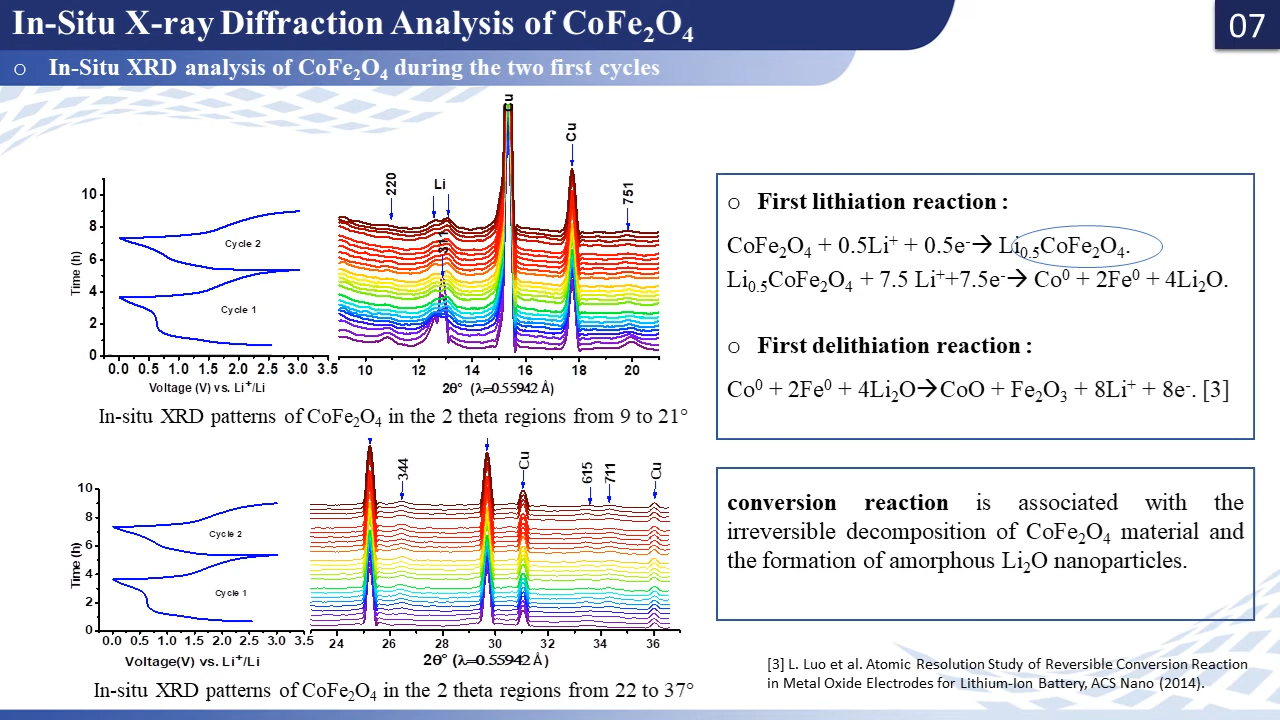 In-Situ X-ray Diffraction Analysis of CoFe₂O₄
07
o In-Situ XRD analysis of CoFe₂O₄ during the two first cycles
10
8
6
4
2
0
Time (h)
Cycle 2
Cycle 1
0.0 0.5 1.0 1.5 2.0 2.5 3.0 3.5
Voltage (V) vs. Li⁺/Li
220
Li
311
Cu
751
10 12 14 16 18 20
2θ° (λ=0.55942 Å)
In-situ XRD patterns of CoFe₂O₄ in the 2 theta regions from 9 to 21°
10
8
6
4
2
0
Time (h)
Cycle 2
Cycle 1
0.0 0.5 1.0 1.5 2.0 2.5 3.0 3.5
Voltage(V) vs. Li⁺/Li
344
Cu
615
711
Cu
24 26 28 30 32 34 36
2θ° (λ=0.55942 Å)
In-situ XRD patterns of CoFe₂O₄ in the 2 theta regions from 22 to 37°
o First lithiation reaction :
CoFe₂O₄ + 0.5Li⁺ + 0.5e⁻→ Li₀.₅CoFe₂O₄.
Li₀.₅CoFe₂O₄ + 7.5 Li⁺+7.5e⁻→ Co⁰ + 2Fe⁰ + 4Li₂O.
o First delithiation reaction :
Co⁰ + 2Fe⁰ + 4Li₂O→CoO + Fe₂O₃ + 8Li⁺ + 8e⁻. [3]
conversion reaction is associated with the
irreversible decomposition of CoFe₂O₄ material and
the formation of amorphous Li₂O nanoparticles.
[3] L. Luo et al. Atomic Resolution Study of Reversible Conversion Reaction
in Metal Oxide Electrodes for Lithium-Ion Battery, ACS Nano (2014).